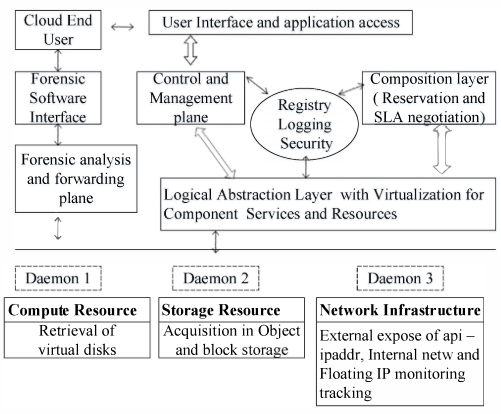 Cloud End
User
User Interface and application access
Forensic
Software
Interface
Control and
Management
plane
Registry
Logging
Security
Composition layer
( Reservation and
SLA negotiation)
Forensic analysis
and forwarding
plane
Logical Abstraction Layer with Virtualization for
Component Services and Resources
Daemon 1
Daemon 2
Daemon 3
Compute Resource
Retrieval of
virtual disks
Storage Resource
Acquisition in Object
and block storage
Network Infrastructure
External expose of api –
ipaddr, Internal netw and
Floating IP monitoring
tracking